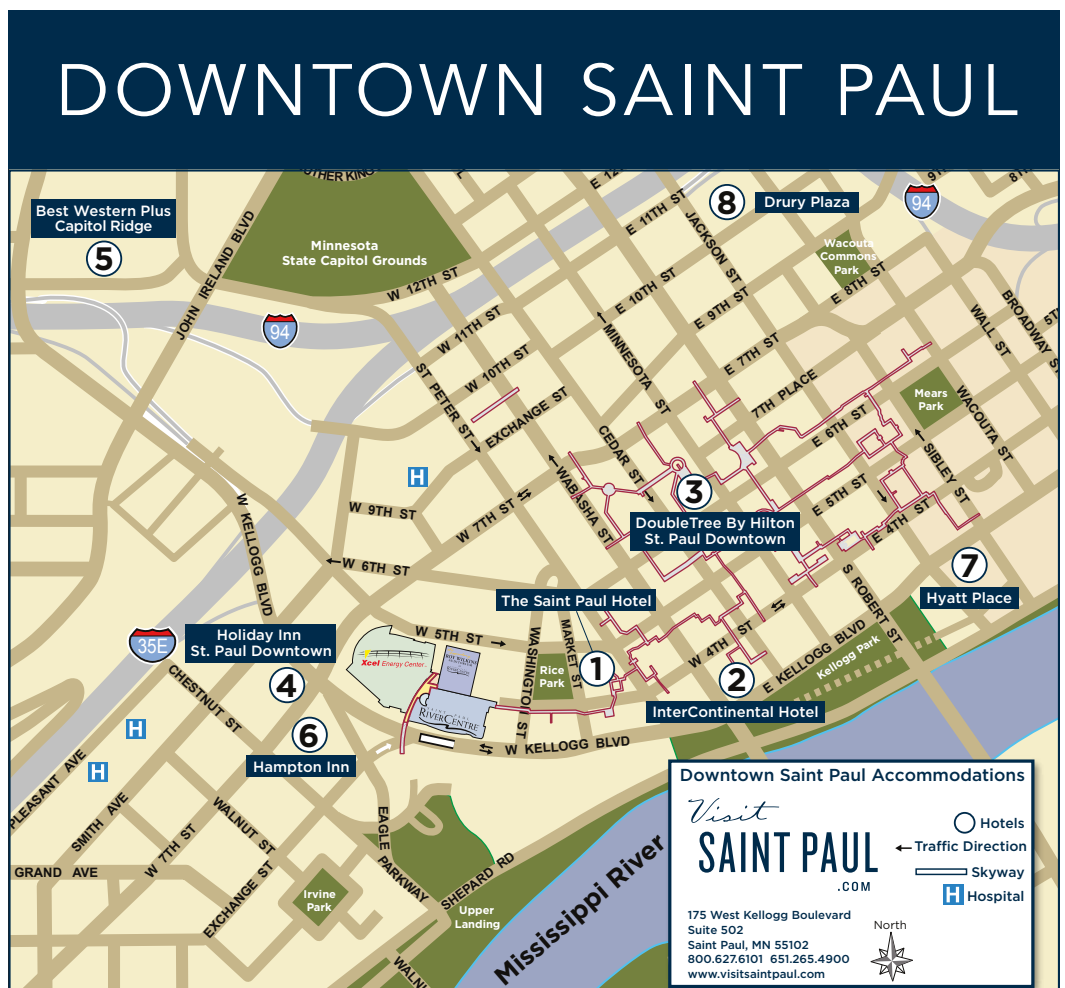 DOWNTOWN SAINT PAUL
Best Western Plus
Capitol Ridge
5
JOHN IRELAND BLVD
Minnesota
State Capitol Grounds
W 12TH ST
94
E 11TH ST
JACKSON ST
8
Drury Plaza
94
Wacouta
Commons
Park
E 8TH ST
E 10TH ST
E 9TH ST
BROADWAY ST
WALL ST
W 11TH ST
W 10TH ST
MINNESOTA ST
E 7TH ST
7TH PLACE
ST PETER ST
EXCHANGE ST
CEDAR ST
E 6TH ST
Mears
Park
WACOUTA ST
SIBLEY ST
H
W 9TH ST
W 7TH ST
WABASHA ST
3
DoubleTree By Hilton
St. Paul Downtown
E 5TH ST
E 4TH ST
W KELLOGG BLVD
W 6TH ST
S ROBERT ST
7
Hyatt Place
The Saint Paul Hotel
35E
Holiday Inn
St. Paul Downtown
4
W 5TH ST
WASHINGTON ST
MARKET ST
Rice
Park
1
W 4TH ST
2
InterContinental Hotel
E KELLOGG BLVD
Kellogg Park
Xcel Energy Center
ROY WILKINS
SAINT PAUL
RIVERCENTRE
W KELLOGG BLVD
CHESTNUT ST
6
Hampton Inn
H
H
PLEASANT AVE
SMITH AVE
W 7TH ST
WALNUT ST
EXCHANGE ST
GRAND AVE
EAGLE PARKWAY
SHEPARD RD
Irvine
Park
Upper
Landing
Mississippi River
Downtown Saint Paul Accommodations
Visit
SAINT PAUL
.COM
Hotels
Traffic Direction
Skyway
H Hospital
175 West Kellogg Boulevard
Suite 502
Saint Paul, MN 55102
800.627.6101 651.265.4900
www.visitsaintpaul.com
North